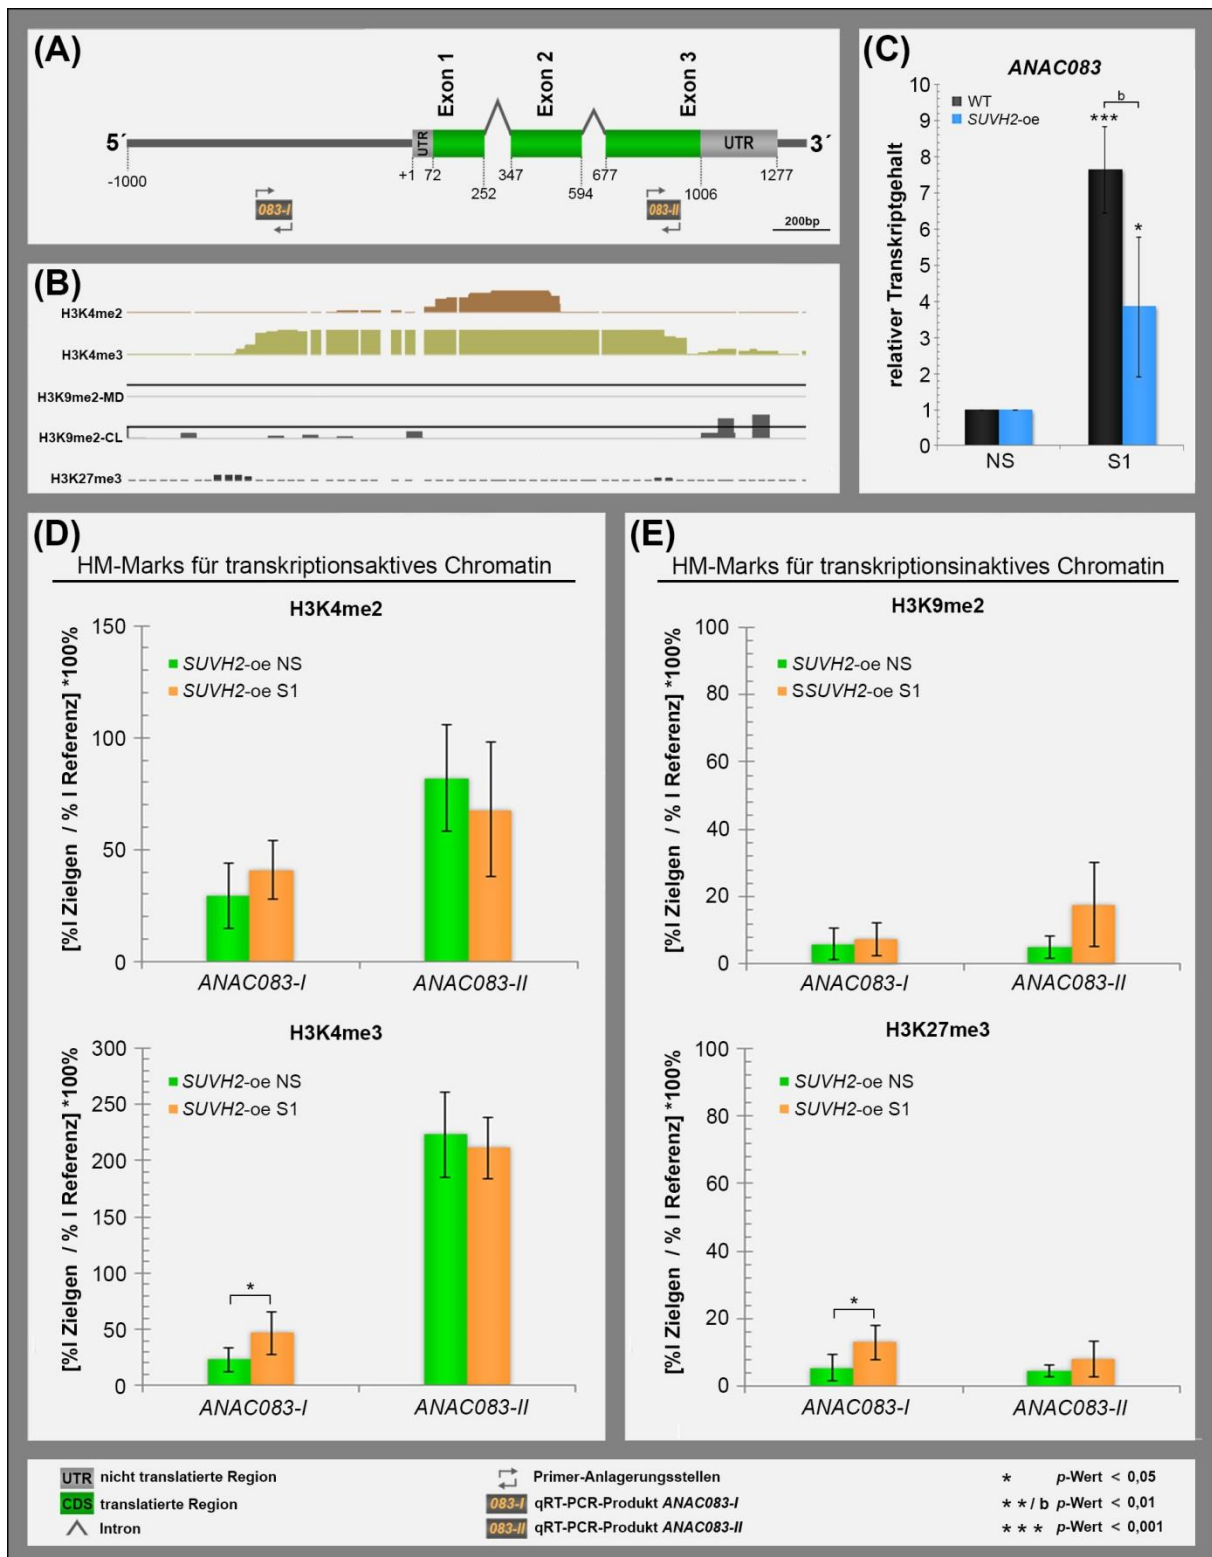 (A)
Exon 1
Exon 2
Exon 3
5´
UTR
UTR
3´
-1000
+1
72
252
347
594
677
1006
1277
083-I
083-II
200bp
(B)
H3K4me2
H3K4me3
H3K9me2-MD
H3K9me2-CL
H3K27me3
(C)
ANAC083
WT
SUVH2-oe
relativer Transkriptgehalt
10
9
8
7
6
5
4
3
2
1
0
b
***
*
NS
S1
(D)
HM-Marks für transkriptionsaktives Chromatin
H3K4me2
[%I Zielgen / % I Referenz] *100%
150
100
50
0
SUVH2-oe NS
SUVH2-oe S1
ANAC083-I
ANAC083-II
H3K4me3
[%I Zielgen / % I Referenz] *100%
300
250
200
150
100
50
0
SUVH2-oe NS
SUVH2-oe S1
*
ANAC083-I
ANAC083-II
(E)
HM-Marks für transkriptionsinaktives Chromatin
H3K9me2
[%I Zielgen / % I Referenz] *100%
100
80
60
40
20
0
SUVH2-oe NS
SSUVH2-oe S1
ANAC083-I
ANAC083-II
H3K27me3
[%I Zielgen / % I Referenz] *100%
100
80
60
40
20
0
SUVH2-oe NS
SUVH2-oe S1
*
ANAC083-I
ANAC083-II
UTR nicht translatierte Region
CDS translatierte Region
Intron
Primer-Anlagerungsstellen
083-I qRT-PCR-Produkt ANAC083-I
083-II qRT-PCR-Produkt ANAC083-II
* p-Wert < 0,05
**/b p-Wert < 0,01
*** p-Wert < 0,001